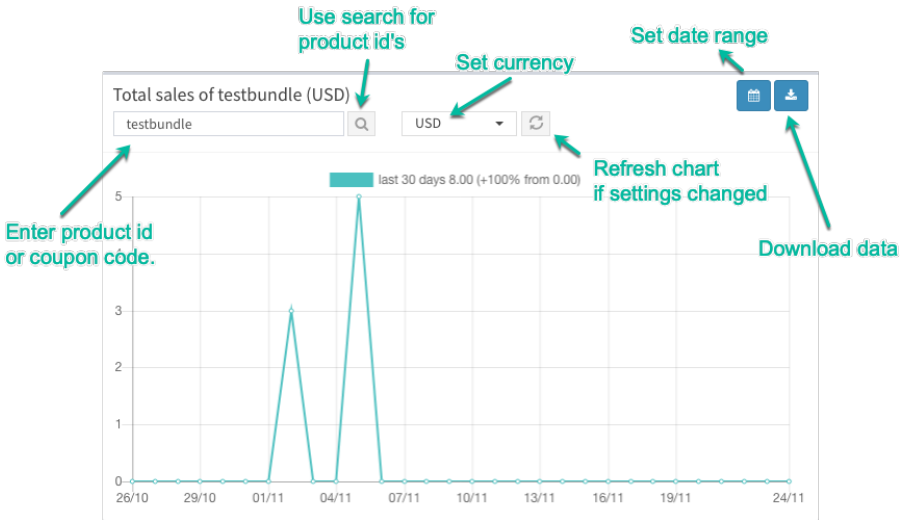 Use search for
product id's
Set currency
Set date range
Total sales of testbundle (USD)
testbundle
USD
Refresh chart
if settings changed
last 30 days 8.00 (+100% from 0.00)
Enter product id
or coupon code.
Download data
5
4
3
2
1
0
26/10 29/10 01/11 04/11 07/11 10/11 13/11 16/11 19/11 24/11